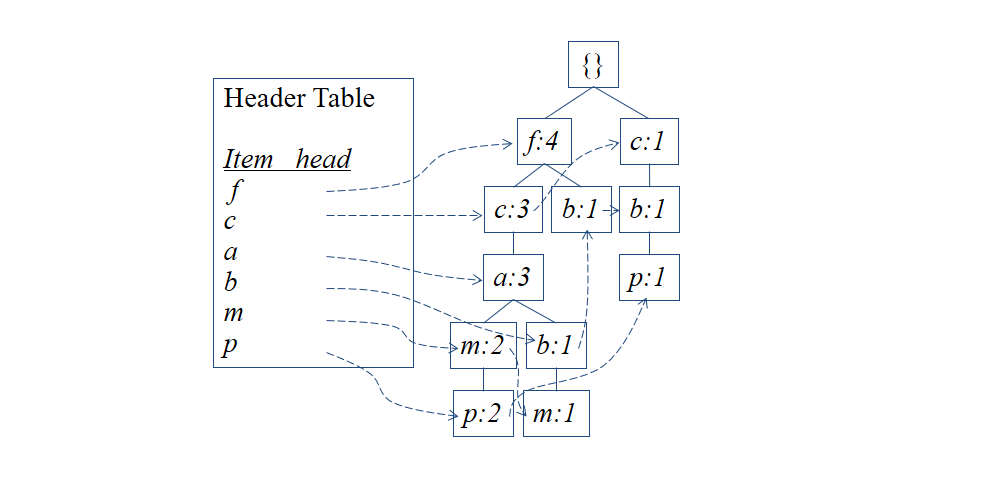 Header Table
Item head
f
c
a
b
m
p
{}
f:4
c:1
c:3
b:1
b:1
a:3
p:1
m:2
b:1
p:2
m:1